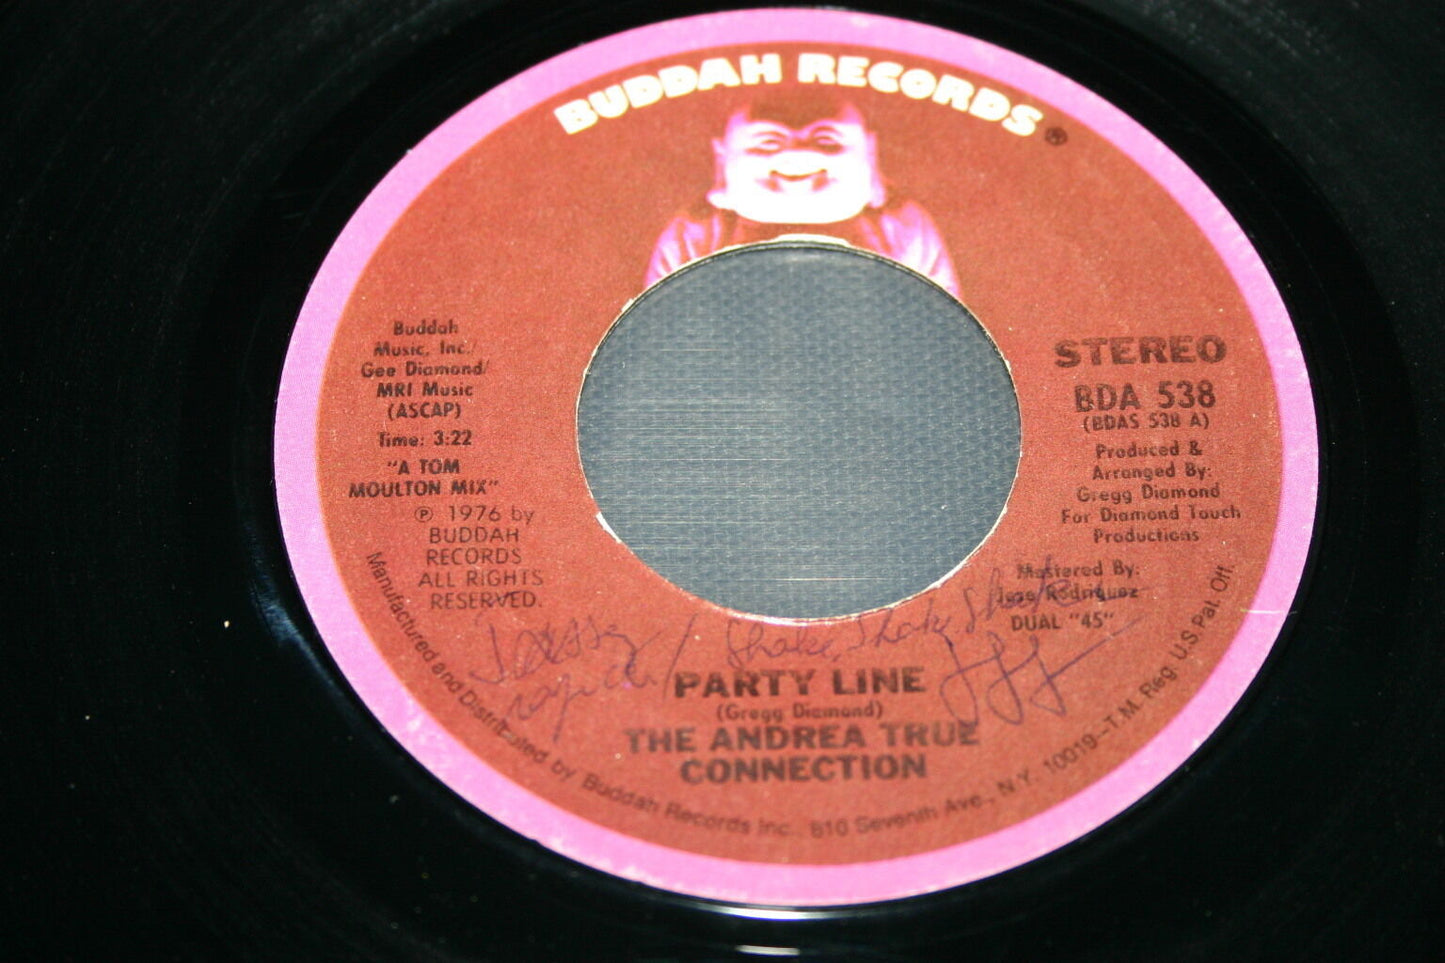 BUDDAH RECORDS®
Buddah
Music, Inc./
Gee Diamond/
MRI Music
(ASCAP)
Time: 3:22
"A TOM
MOULTON MIX"
℗ 1976 by
BUDDAH
RECORDS
ALL RIGHTS
RESERVED.
STEREO
BDA 538
(BDAS 538 A)
Produced &
Arranged By:
Gregg Diamond
For Diamond Touch
Productions
Mastered By:
Jose Rodriguez
DUAL "45"
Shake, Shake, Shake
PARTY LINE
(Gregg Diamond)
THE ANDREA TRUE
CONNECTION
Manufactured and Distributed by Buddah Records Inc., 810 Seventh Ave., N.Y. 10019—T.M. Reg. U.S. Pat. Off.